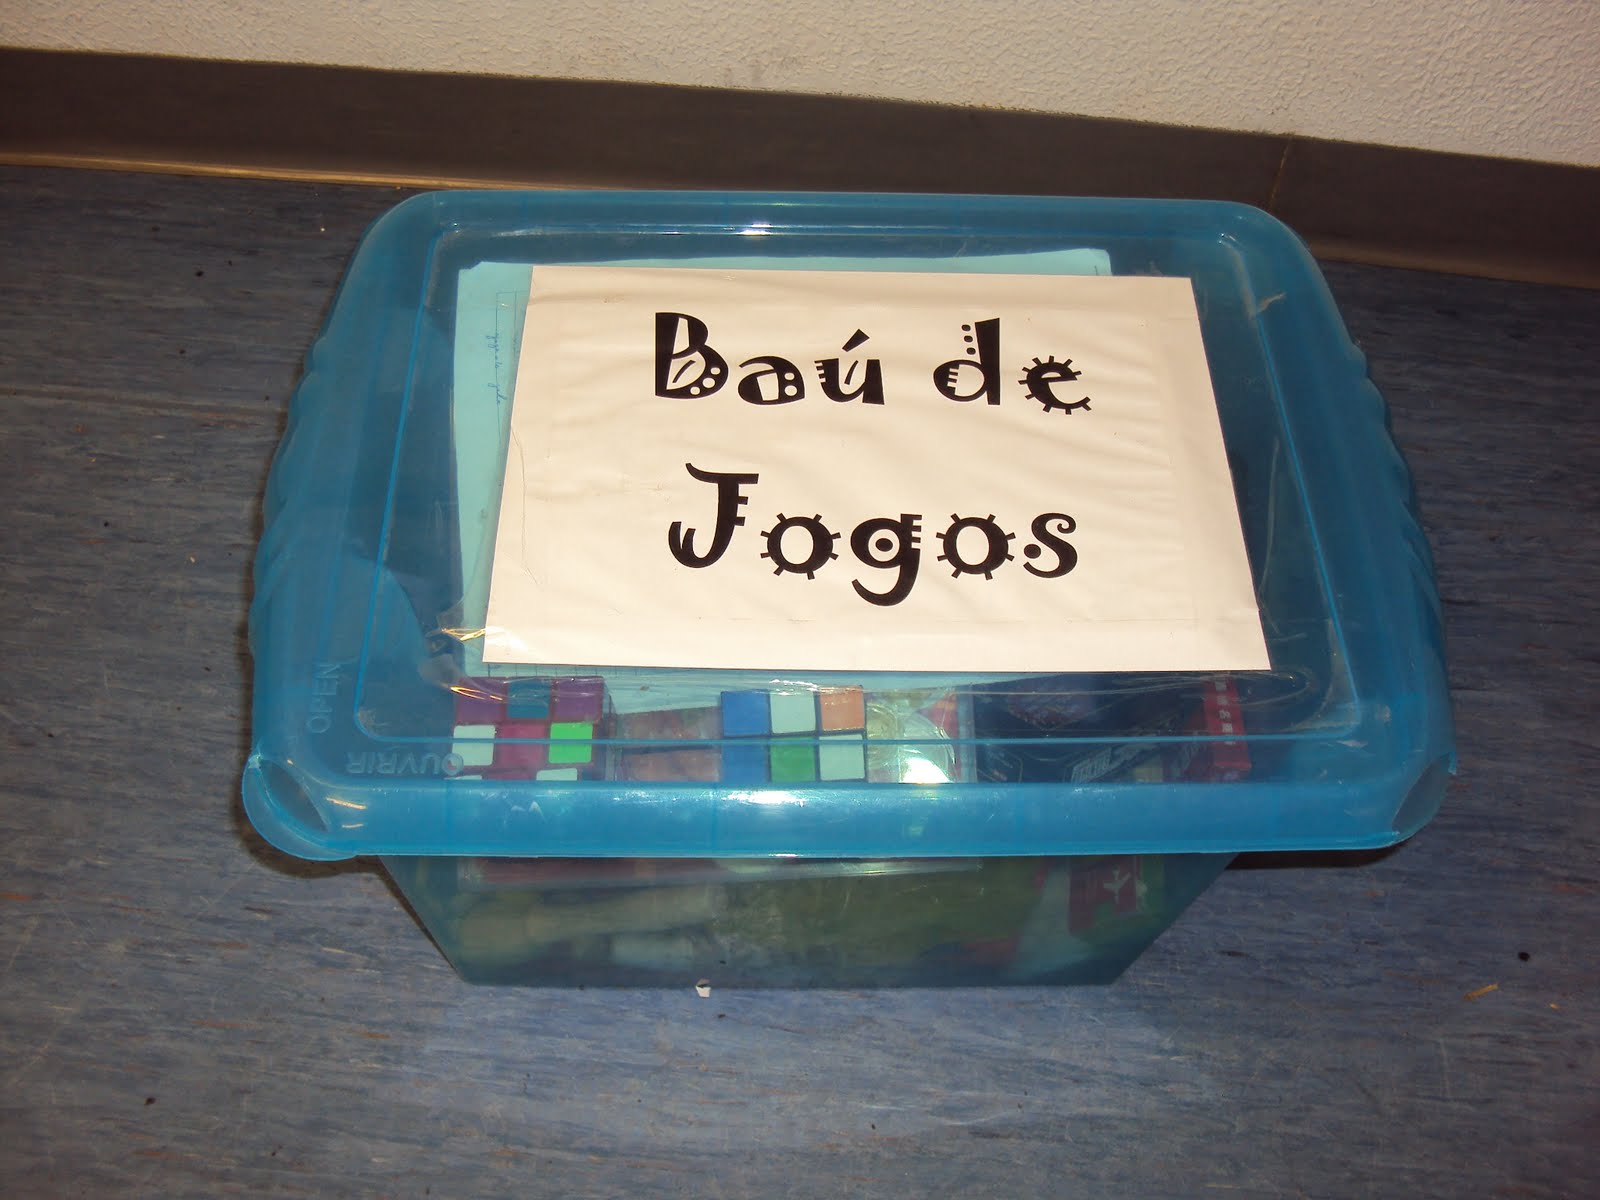 Baú de
Jogos
OPEN
OUVRIR